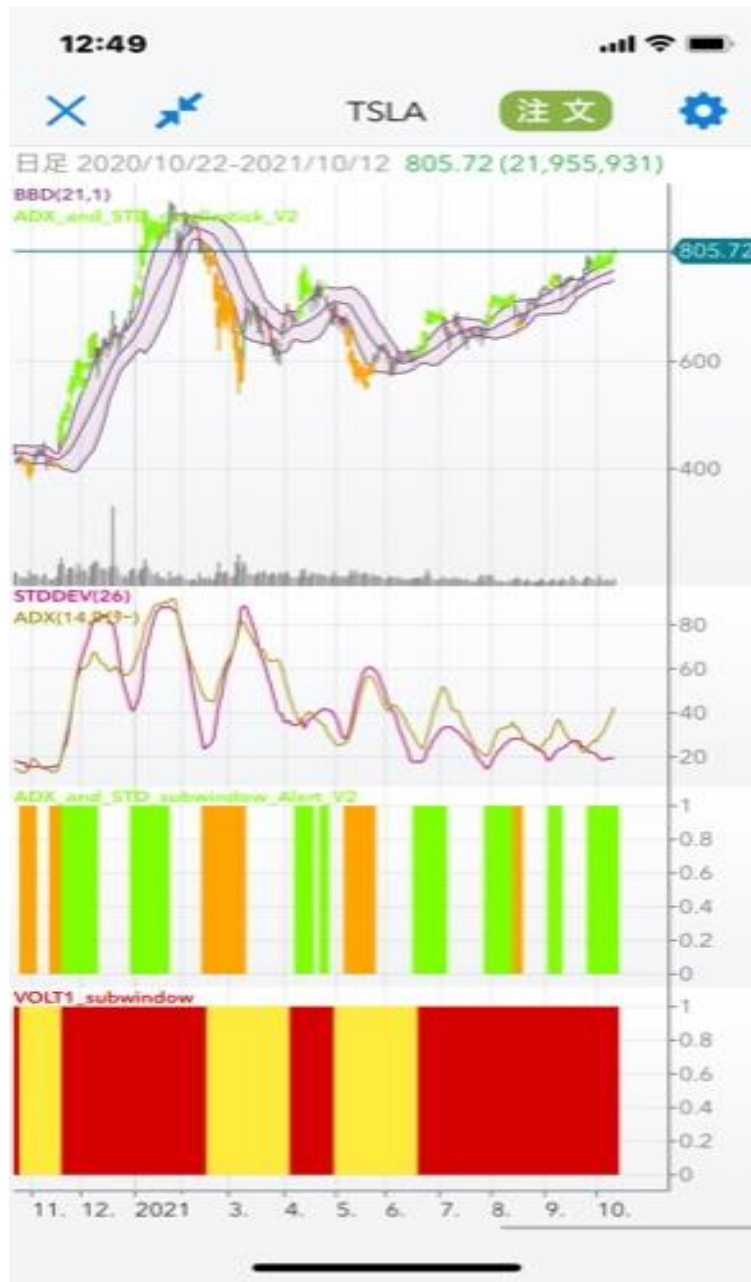 12:49
TSLA 注文
日足 2020/10/22-2021/10/12 805.72 (21,955,931)
BBD(21,1)
805.72
600
400
STDDEV(26)
80
60
40
20
ADX_and_STD_subwindow_Alert_V2
1
0.8
0.6
0.4
0.2
0
VOLT1_subwindow
1
0.8
0.6
0.4
0.2
0
11. 12. 2021 3. 4. 5. 6. 7. 8. 9. 10.